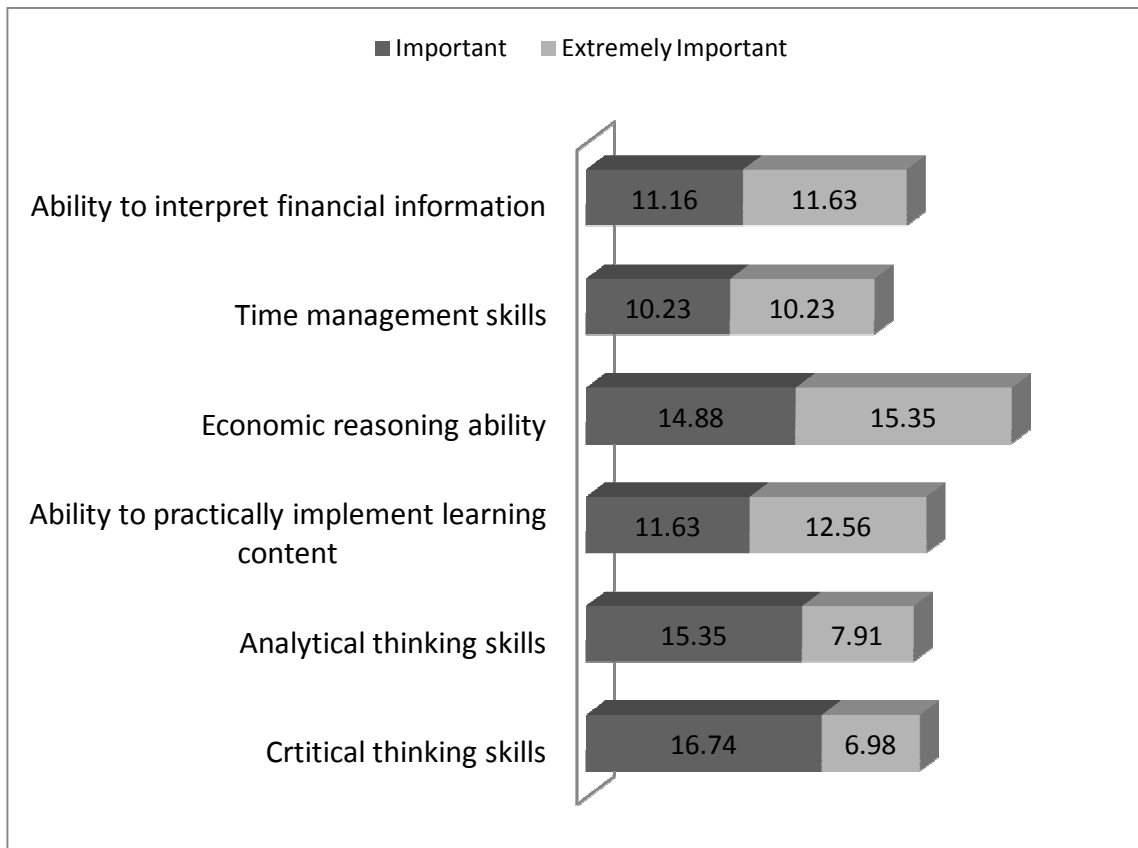 Important Extremely Important
Ability to interpret financial information
11.16 11.63
Time management skills
10.23 10.23
Economic reasoning ability
14.88 15.35
Ability to practically implement learning
content
11.63 12.56
Analytical thinking skills
15.35 7.91
Crtitical thinking skills
16.74 6.98